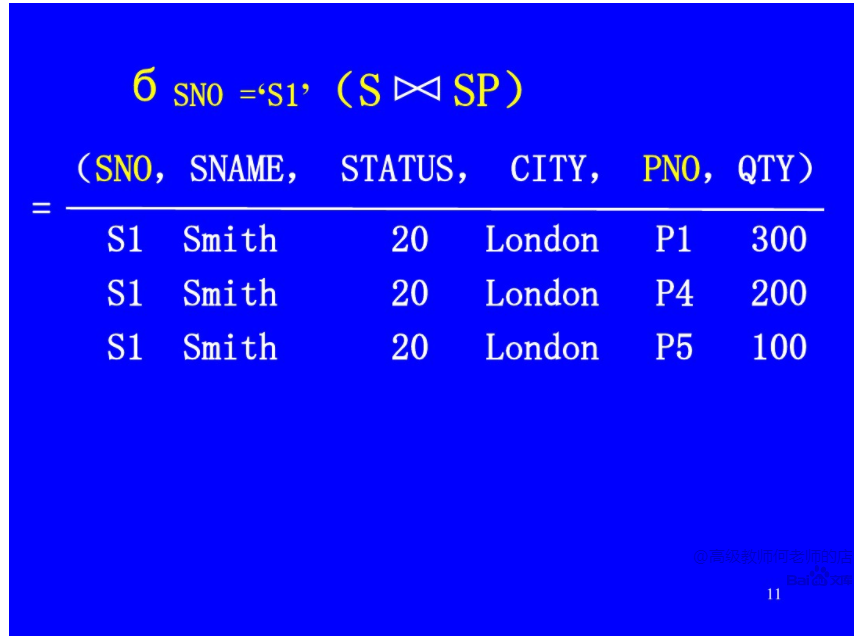 б SNO =‘S1’ (S ⋈ SP)
(SNO, SNAME, STATUS, CITY, PNO, QTY)
=
S1 Smith 20 London P1 300
S1 Smith 20 London P4 200
S1 Smith 20 London P5 100
11